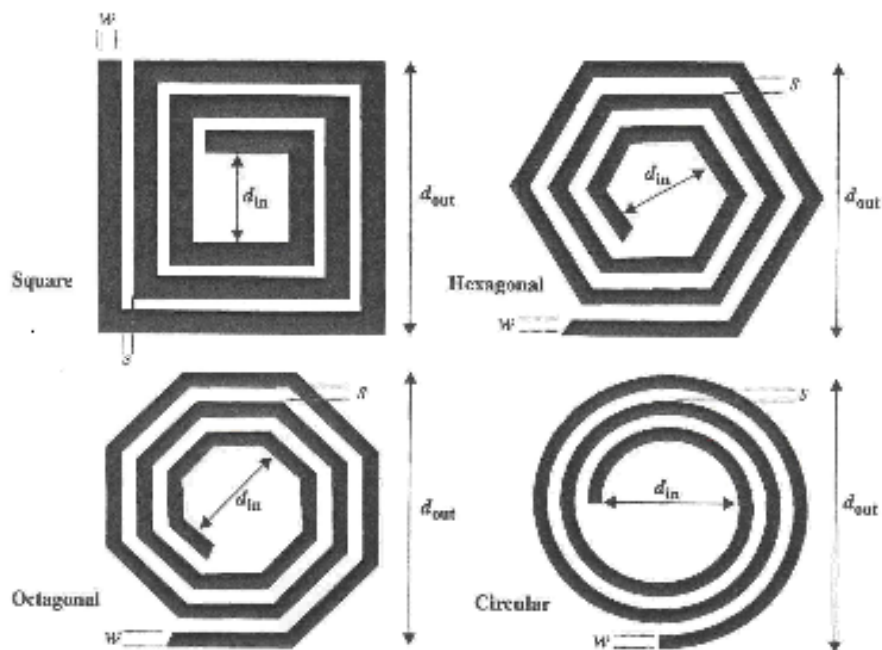 W
d_in
d_out
Square
s
S
d_in
d_out
Hexagonal
W
S
d_in
d_out
Octagonal
W
S
d_in
d_out
Circular
W